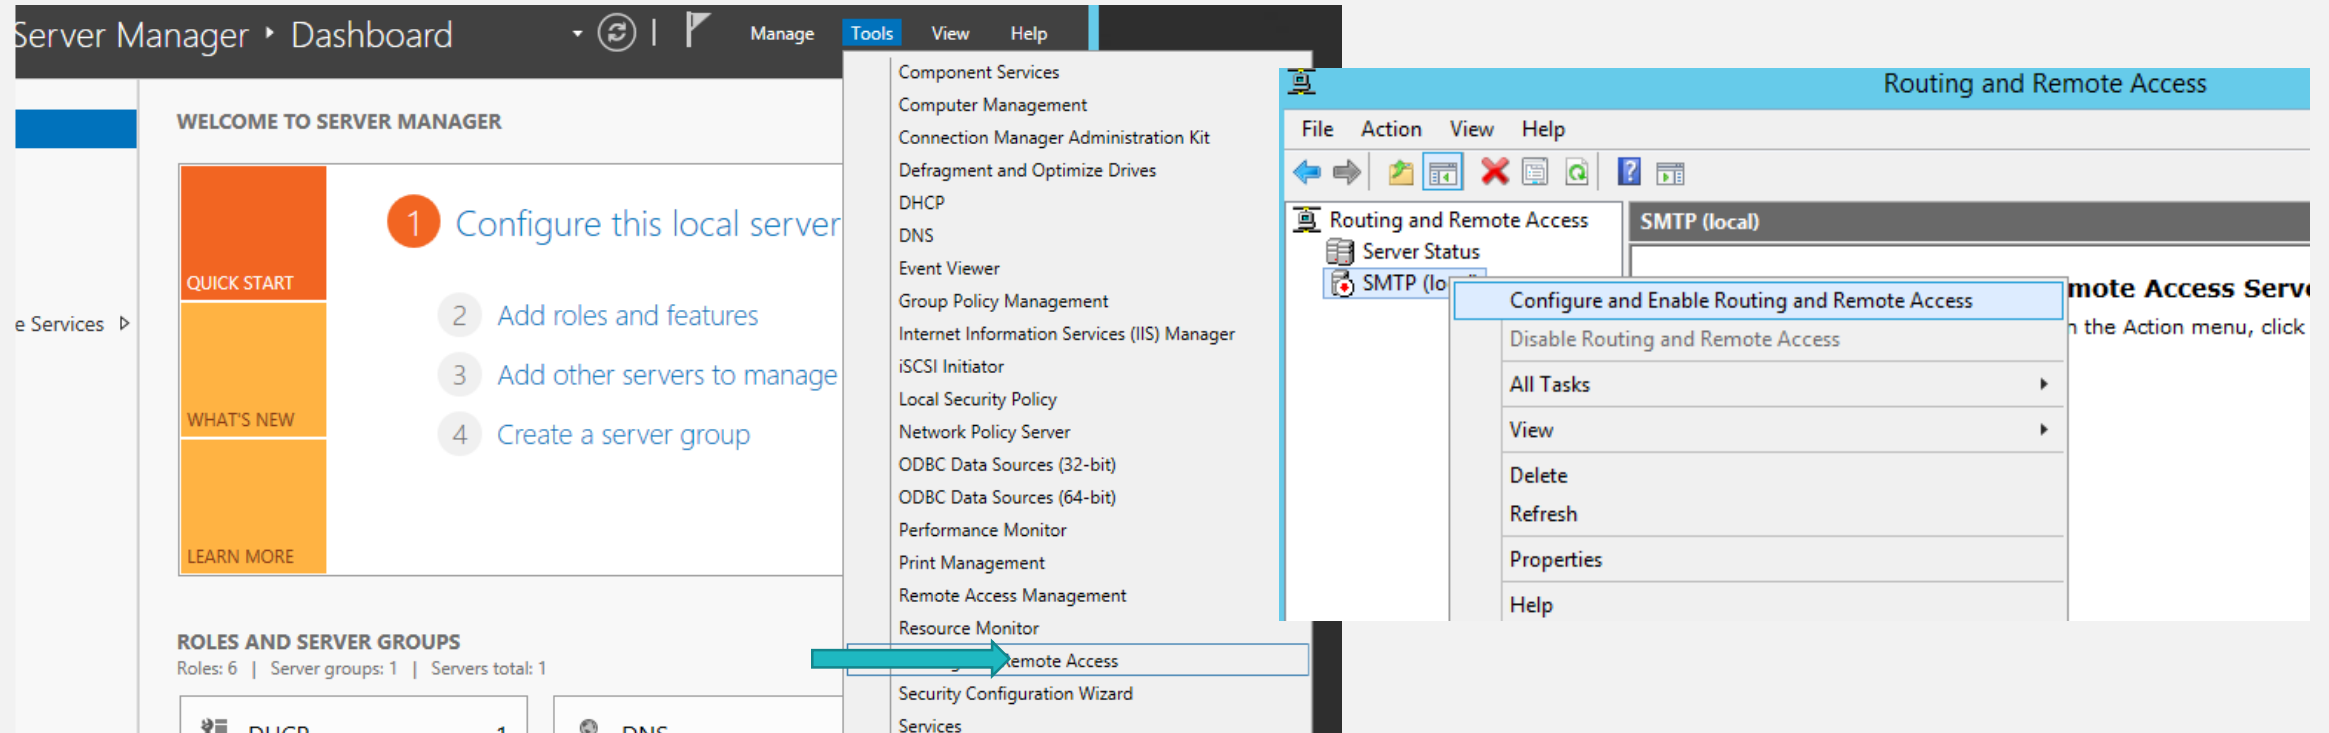 Server Manager ‣ Dashboard
Manage Tools View Help
WELCOME TO SERVER MANAGER
QUICK START
WHAT'S NEW
LEARN MORE
1 Configure this local server
2 Add roles and features
3 Add other servers to manage
4 Create a server group
e Services
ROLES AND SERVER GROUPS
Roles: 6 | Server groups: 1 | Servers total: 1
DHCP 1
DNS
Component Services
Computer Management
Connection Manager Administration Kit
Defragment and Optimize Drives
DHCP
DNS
Event Viewer
Group Policy Management
Internet Information Services (IIS) Manager
iSCSI Initiator
Local Security Policy
Network Policy Server
ODBC Data Sources (32-bit)
ODBC Data Sources (64-bit)
Performance Monitor
Print Management
Remote Access Management
Resource Monitor
Remote Access
Security Configuration Wizard
Services
Routing and Remote Access
File Action View Help
Routing and Remote Access
Server Status
SMTP (lo
SMTP (local)
mote Access Serv
n the Action menu, click
Configure and Enable Routing and Remote Access
Disable Routing and Remote Access
All Tasks
View
Delete
Refresh
Properties
Help